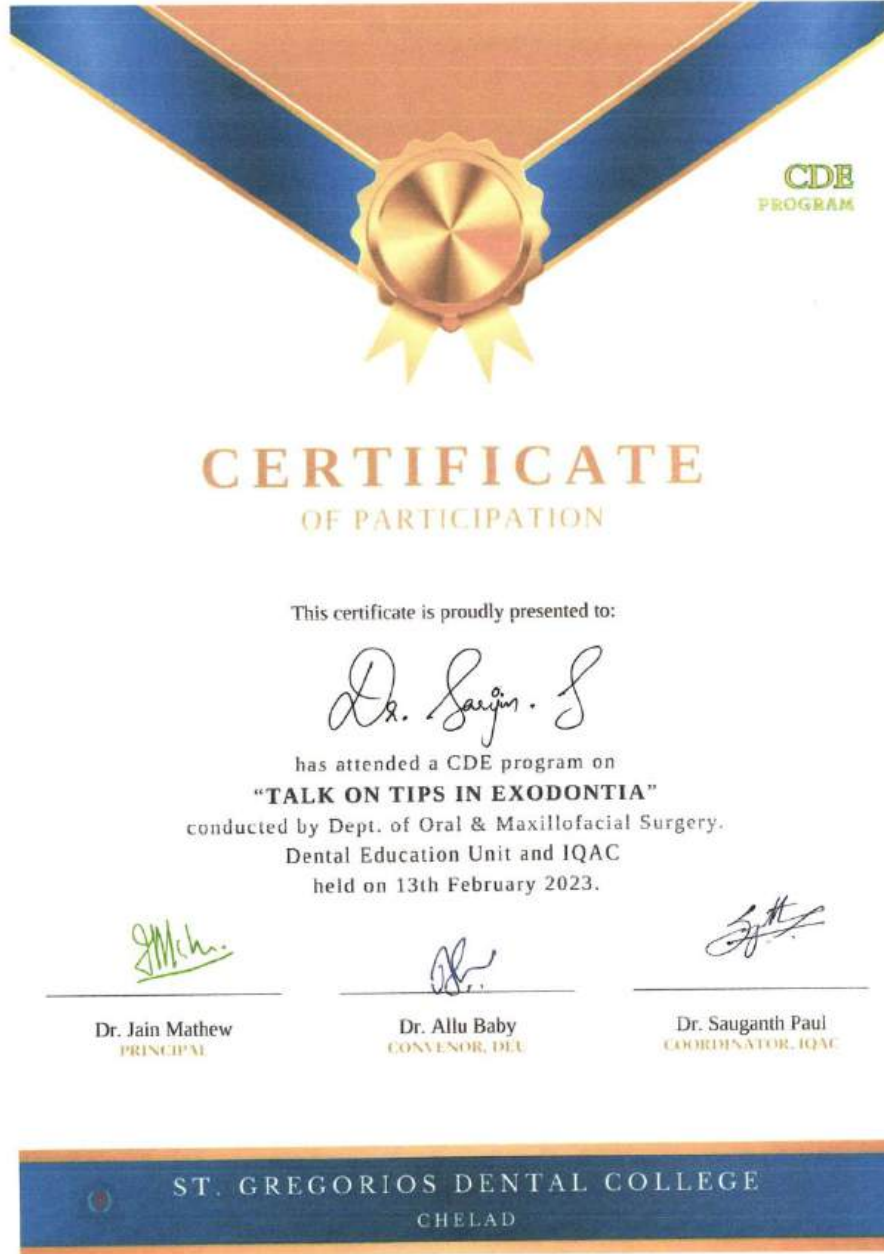 CDE
PROGRAM
CERTIFICATE
OF PARTICIPATION
This certificate is proudly presented to:
Dr. Sarijin. S
has attended a CDE program on
"TALK ON TIPS IN EXODONTIA"
conducted by Dept. of Oral & Maxillofacial Surgery.
Dental Education Unit and IQAC
held on 13th February 2023.
Dr. Jain Mathew
PRINCIPAL
Dr. Allu Baby
CONVENOR, DEU
Dr. Sauganth Paul
COORDINATOR, IQAC
ST. GREGORIOS DENTAL COLLEGE
CHELAD